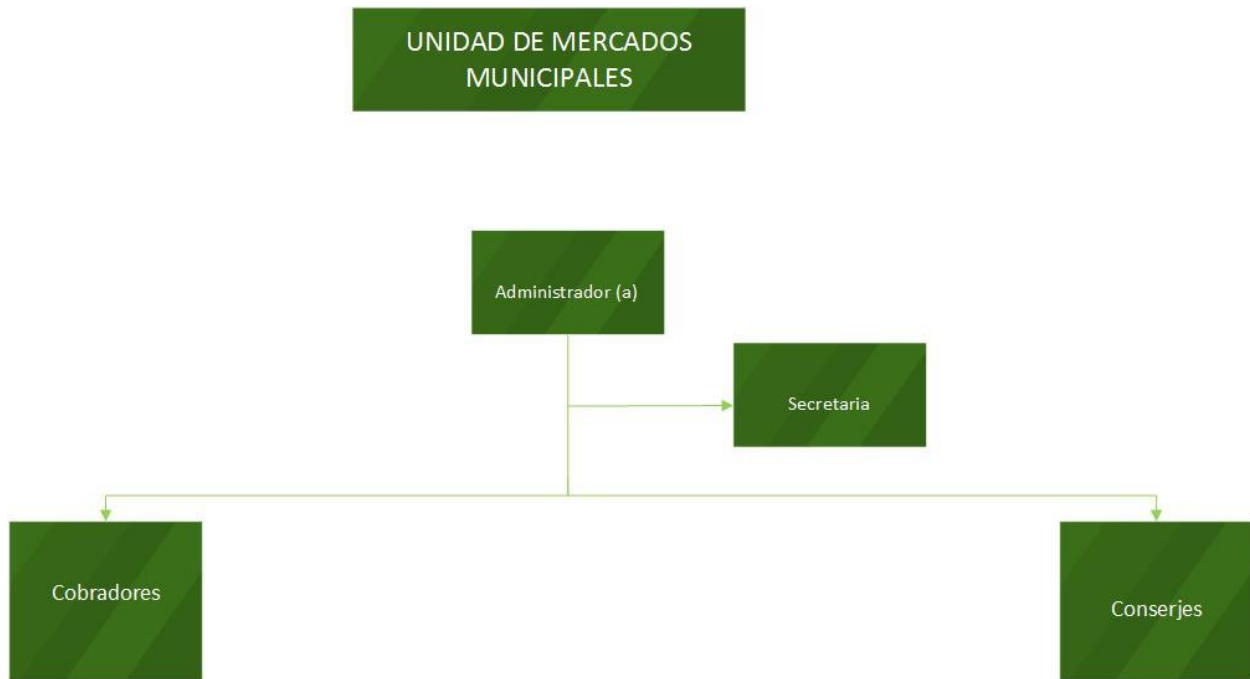 UNIDAD DE MERCADOS
MUNICIPALES
Administrador (a)
Secretaria
Cobradores
Conserjes